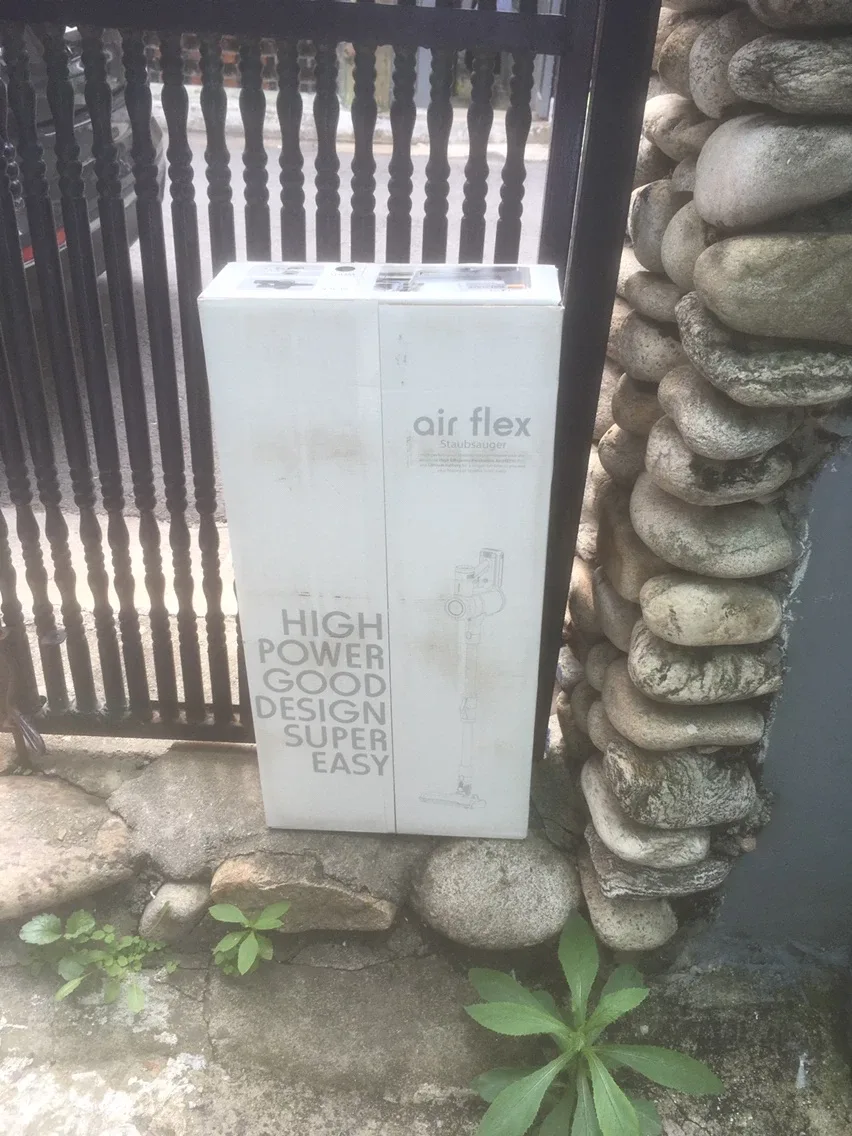 air flex
Staubsauger
HIGH
POWER
GOOD
DESIGN
SUPER
EASY